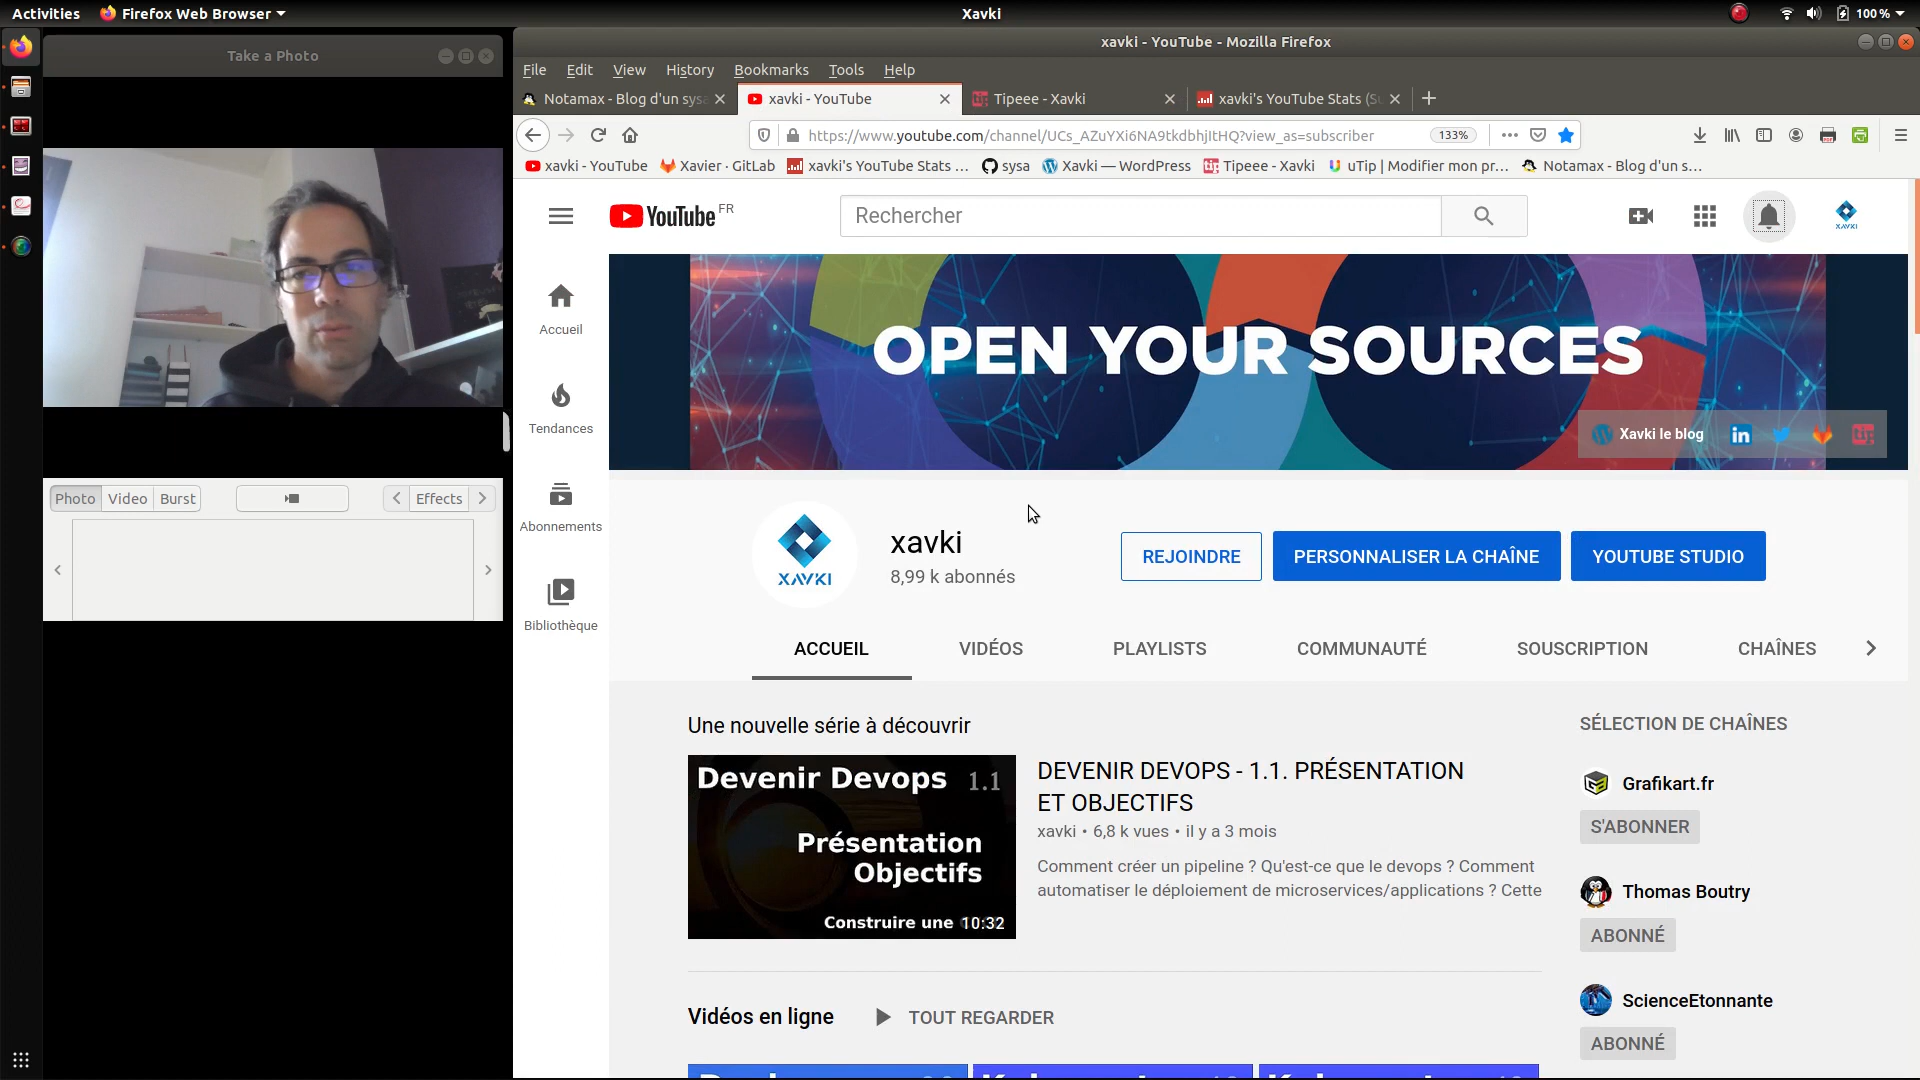 Activities
Firefox Web Browser
Xavki
100 %
Take a Photo
xavki - YouTube - Mozilla Firefox
File
Edit
View
History
Bookmarks
Tools
Help
Notamax - Blog d'un sysa
xavki - YouTube
Tipeee - Xavki
xavki's YouTube Stats (Su
https://www.youtube.com/channel/UCs_AZuYXi6NA9tkdbhjItHQ?view_as=subscriber
133%
xavki - YouTube
Xavier · GitLab
xavki's YouTube Stats ...
sysa
Xavki — WordPress
Tipeee - Xavki
uTip | Modifier mon pr...
Notamax - Blog d'un s...
YouTube FR
Rechercher
XAVKI
Accueil
Tendances
Abonnements
Bibliothèque
OPEN YOUR SOURCES
Xavki le blog
Photo
Video
Burst
Effects
XAVKI
xavki
8,99 k abonnés
REJOINDRE
PERSONNALISER LA CHAÎNE
YOUTUBE STUDIO
ACCUEIL
VIDÉOS
PLAYLISTS
COMMUNAUTÉ
SOUSCRIPTION
CHAÎNES
Une nouvelle série à découvrir
Devenir Devops 1.1
Présentation
Objectifs
Construire une
10:32
DEVENIR DEVOPS - 1.1. PRÉSENTATION
ET OBJECTIFS
xavki • 6,8 k vues • il y a 3 mois
Comment créer un pipeline ? Qu'est-ce que le devops ? Comment
automatiser le déploiement de microservices/applications ? Cette
SÉLECTION DE CHAÎNES
Grafikart.fr
S'ABONNER
Thomas Boutry
ABONNÉ
ScienceEtonnante
ABONNÉ
Vidéos en ligne
TOUT REGARDER